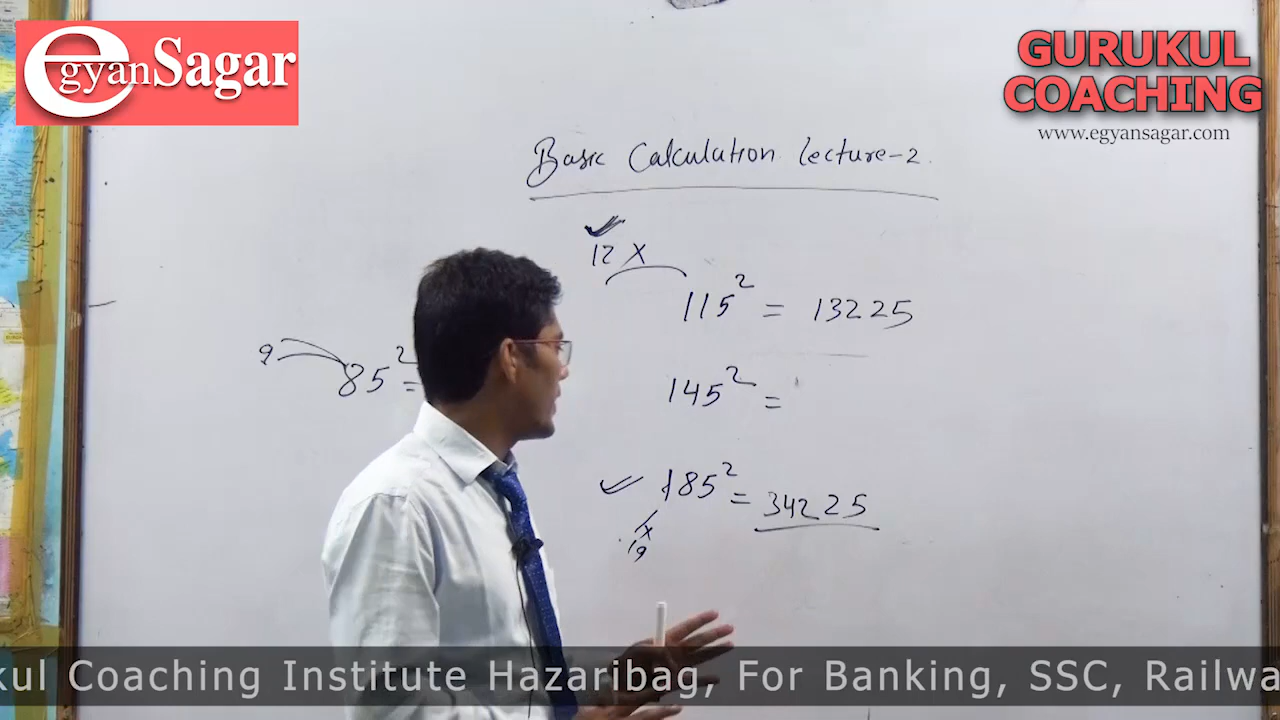 egyanSagar
GURUKUL
COACHING
www.egyansagar.com
Basic Calculation lecture-2.
12 X
115² = 13225
9
85² =
145² =
185² = 34225
X
19
kul Coaching Institute Hazaribag, For Banking, SSC, Railwa